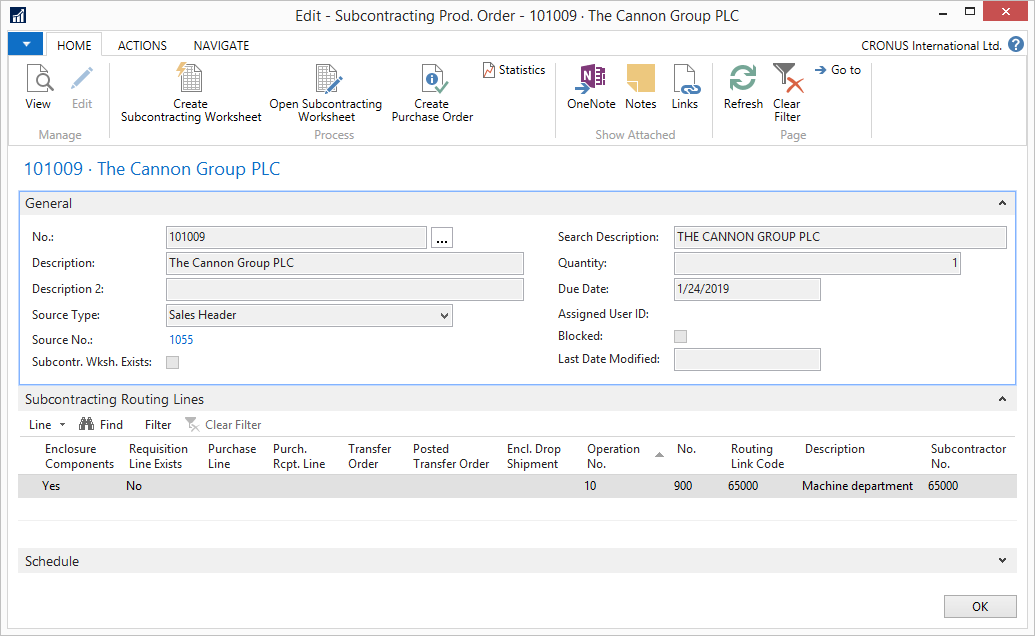 Edit - Subcontracting Prod. Order - 101009 · The Cannon Group PLC
HOME ACTIONS NAVIGATE CRONUS International Ltd.
View
Edit
Manage
Create
Subcontracting Worksheet
Open Subcontracting
Worksheet
Create
Purchase Order
Statistics
Process
OneNote
Notes
Links
Show Attached
Refresh
Clear
Filter
Go to
Page
101009 · The Cannon Group PLC
General
No.: 101009 ...
Description: The Cannon Group PLC
Description 2:
Source Type: Sales Header
Source No.: 1055
Subcontr. Wksh. Exists:
Search Description: THE CANNON GROUP PLC
Quantity: 1
Due Date: 1/24/2019
Assigned User ID:
Blocked:
Last Date Modified:
Subcontracting Routing Lines
Line Find Filter Clear Filter
Enclosure Requisition Purchase Purch. Transfer Posted Encl. Drop Operation No. Routing Description Subcontractor
Components Line Exists Line Rcpt. Line Order Transfer Order Shipment No. Link Code No.
Yes No 10 900 65000 Machine department 65000
Schedule
OK